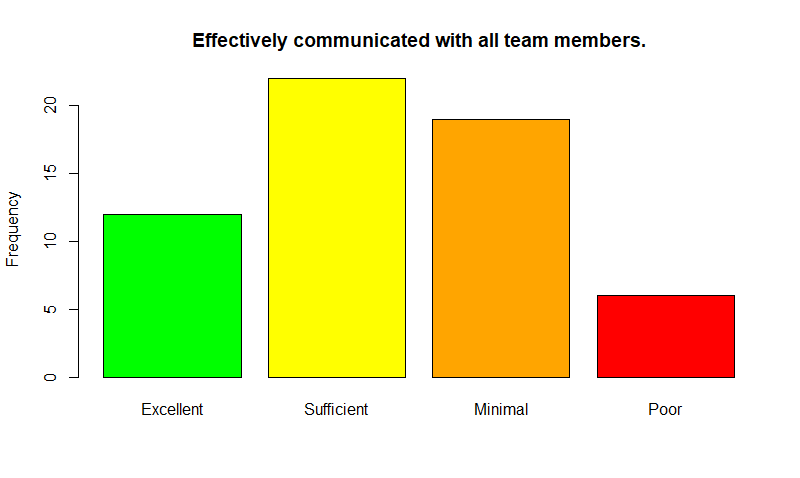 Effectively communicated with all team members.
Frequency
20
15
10
5
0
Excellent Sufficient Minimal Poor